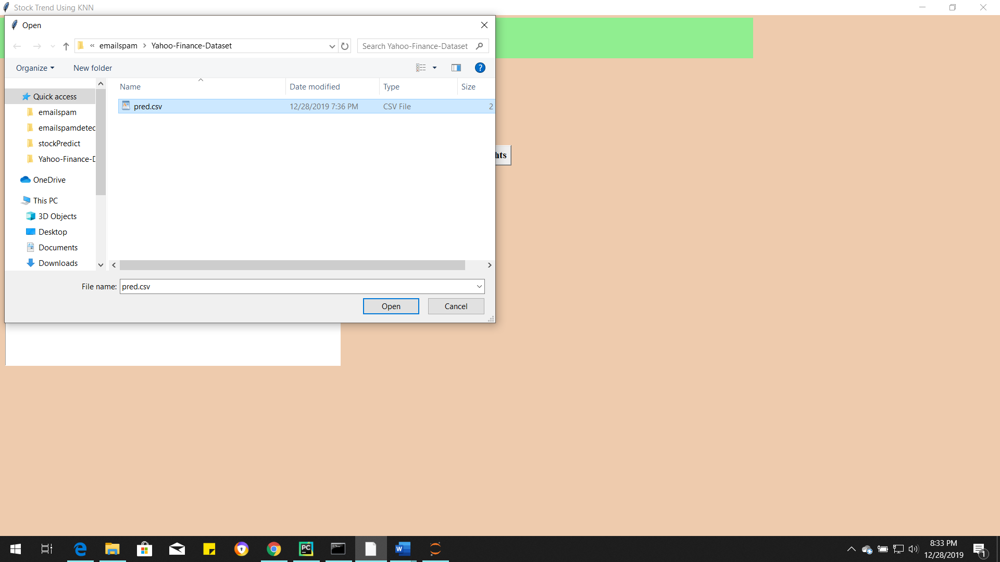 Stock Trend Using KNN
Open
« emailspam > Yahoo-Finance-Dataset
Search Yahoo-Finance-Dataset
Organize
New folder
?
Name
Date modified
Type
Size
Quick access
emailspam
emailspamdetec
stockPredict
Yahoo-Finance-D
OneDrive
This PC
3D Objects
Desktop
Documents
Downloads
pred.csv
12/28/2019 7:36 PM
CSV File
2
hts
File name:
pred.csv
Open
Cancel
PC
W
8:33 PM
12/28/2019
1